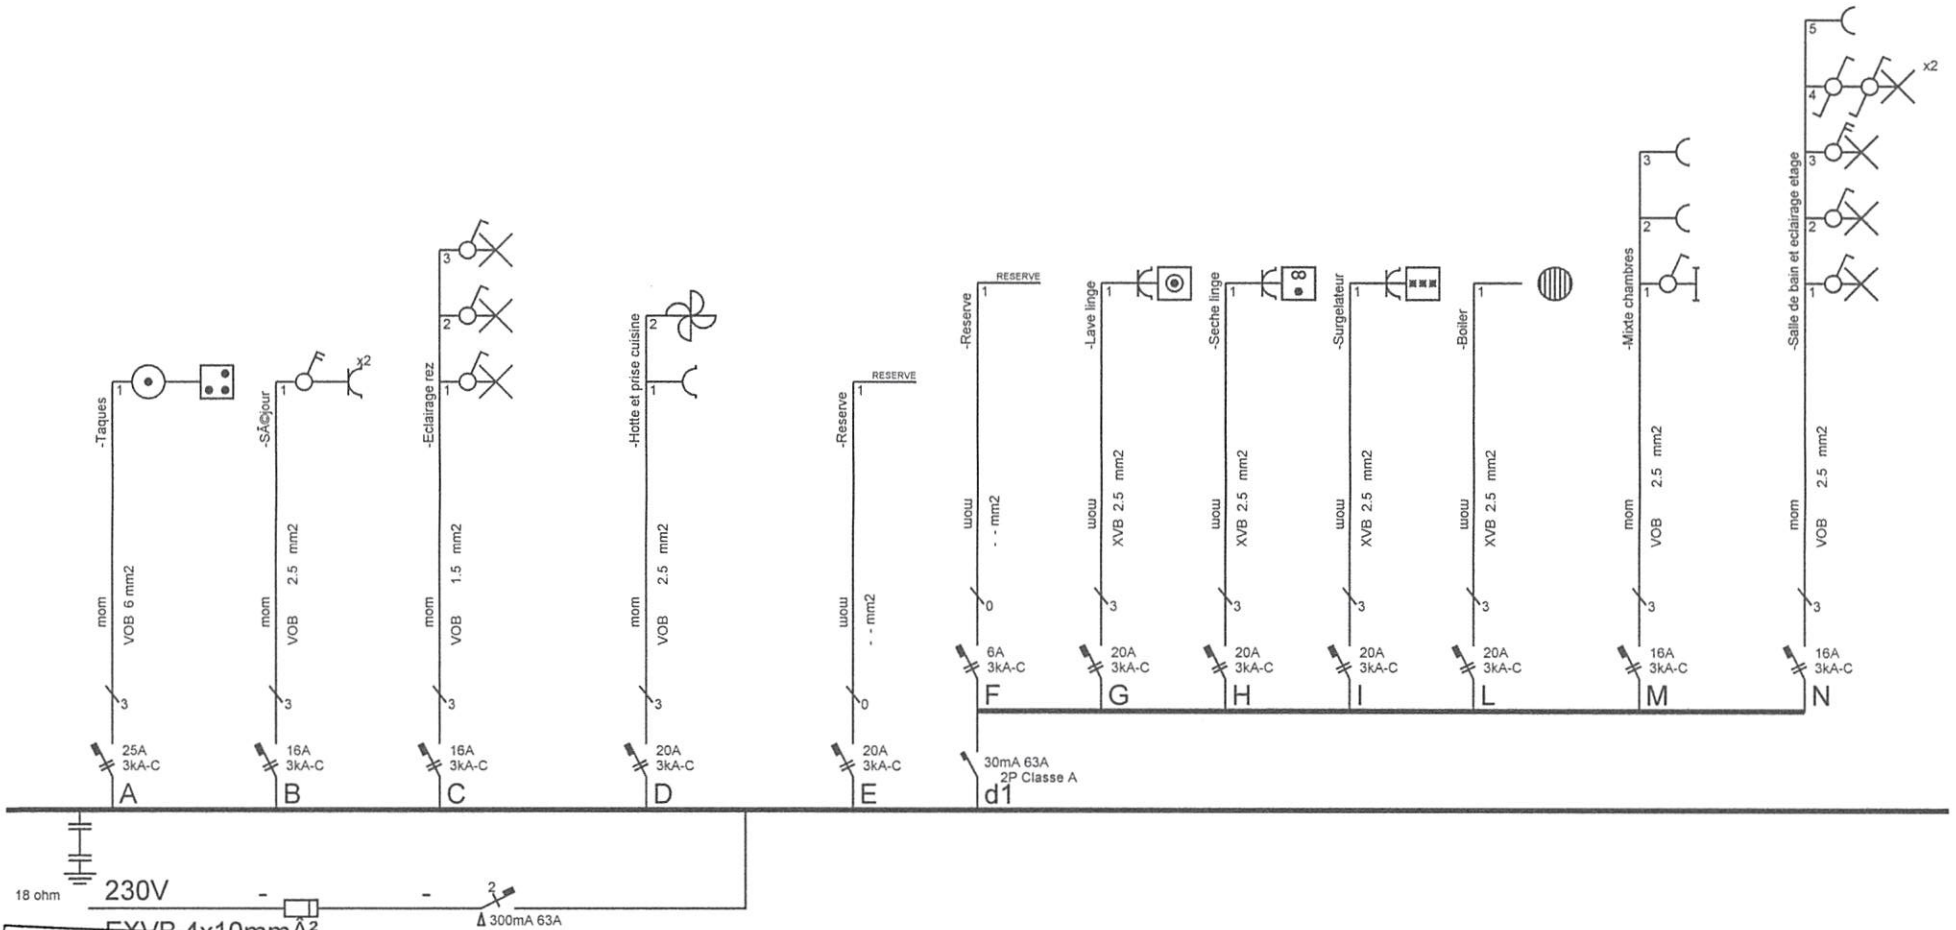 5
x2
4
3
2
1
-Salle de bain et eclairage etage
mom
VOB 2.5 mm2
3
16A
3kA-C
N
3
2
1
-Mixte chambres
mom
VOB 2.5 mm2
3
16A
3kA-C
M
1
-Boiler
mom
XVB 2.5 mm2
3
20A
3kA-C
L
1
-Surgelateur
mom
XVB 2.5 mm2
3
20A
3kA-C
I
1
-Seche linge
mom
XVB 2.5 mm2
3
20A
3kA-C
H
1
-Lave linge
mom
XVB 2.5 mm2
3
20A
3kA-C
G
RESERVE
1
-Reserve
mom
- - mm2
0
6A
3kA-C
F
30mA 63A
2P Classe A
d1
RESERVE
1
-Reserve
mom
- - mm2
0
20A
3kA-C
E
2
1
-Hotte et prise cuisine
mom
VOB 2.5 mm2
3
20A
3kA-C
D
3
2
1
-Eclairage rez
mom
VOB 1.5 mm2
3
16A
3kA-C
C
x2
1
-SÃ©jour
mom
VOB 2.5 mm2
3
16A
3kA-C
B
1
-Taques
mom
VOB 6 mm2
3
25A
3kA-C
A
18 ohm
230V
-
-
2
Δ 300mA 63A
EXVB 4x10mmÂ²